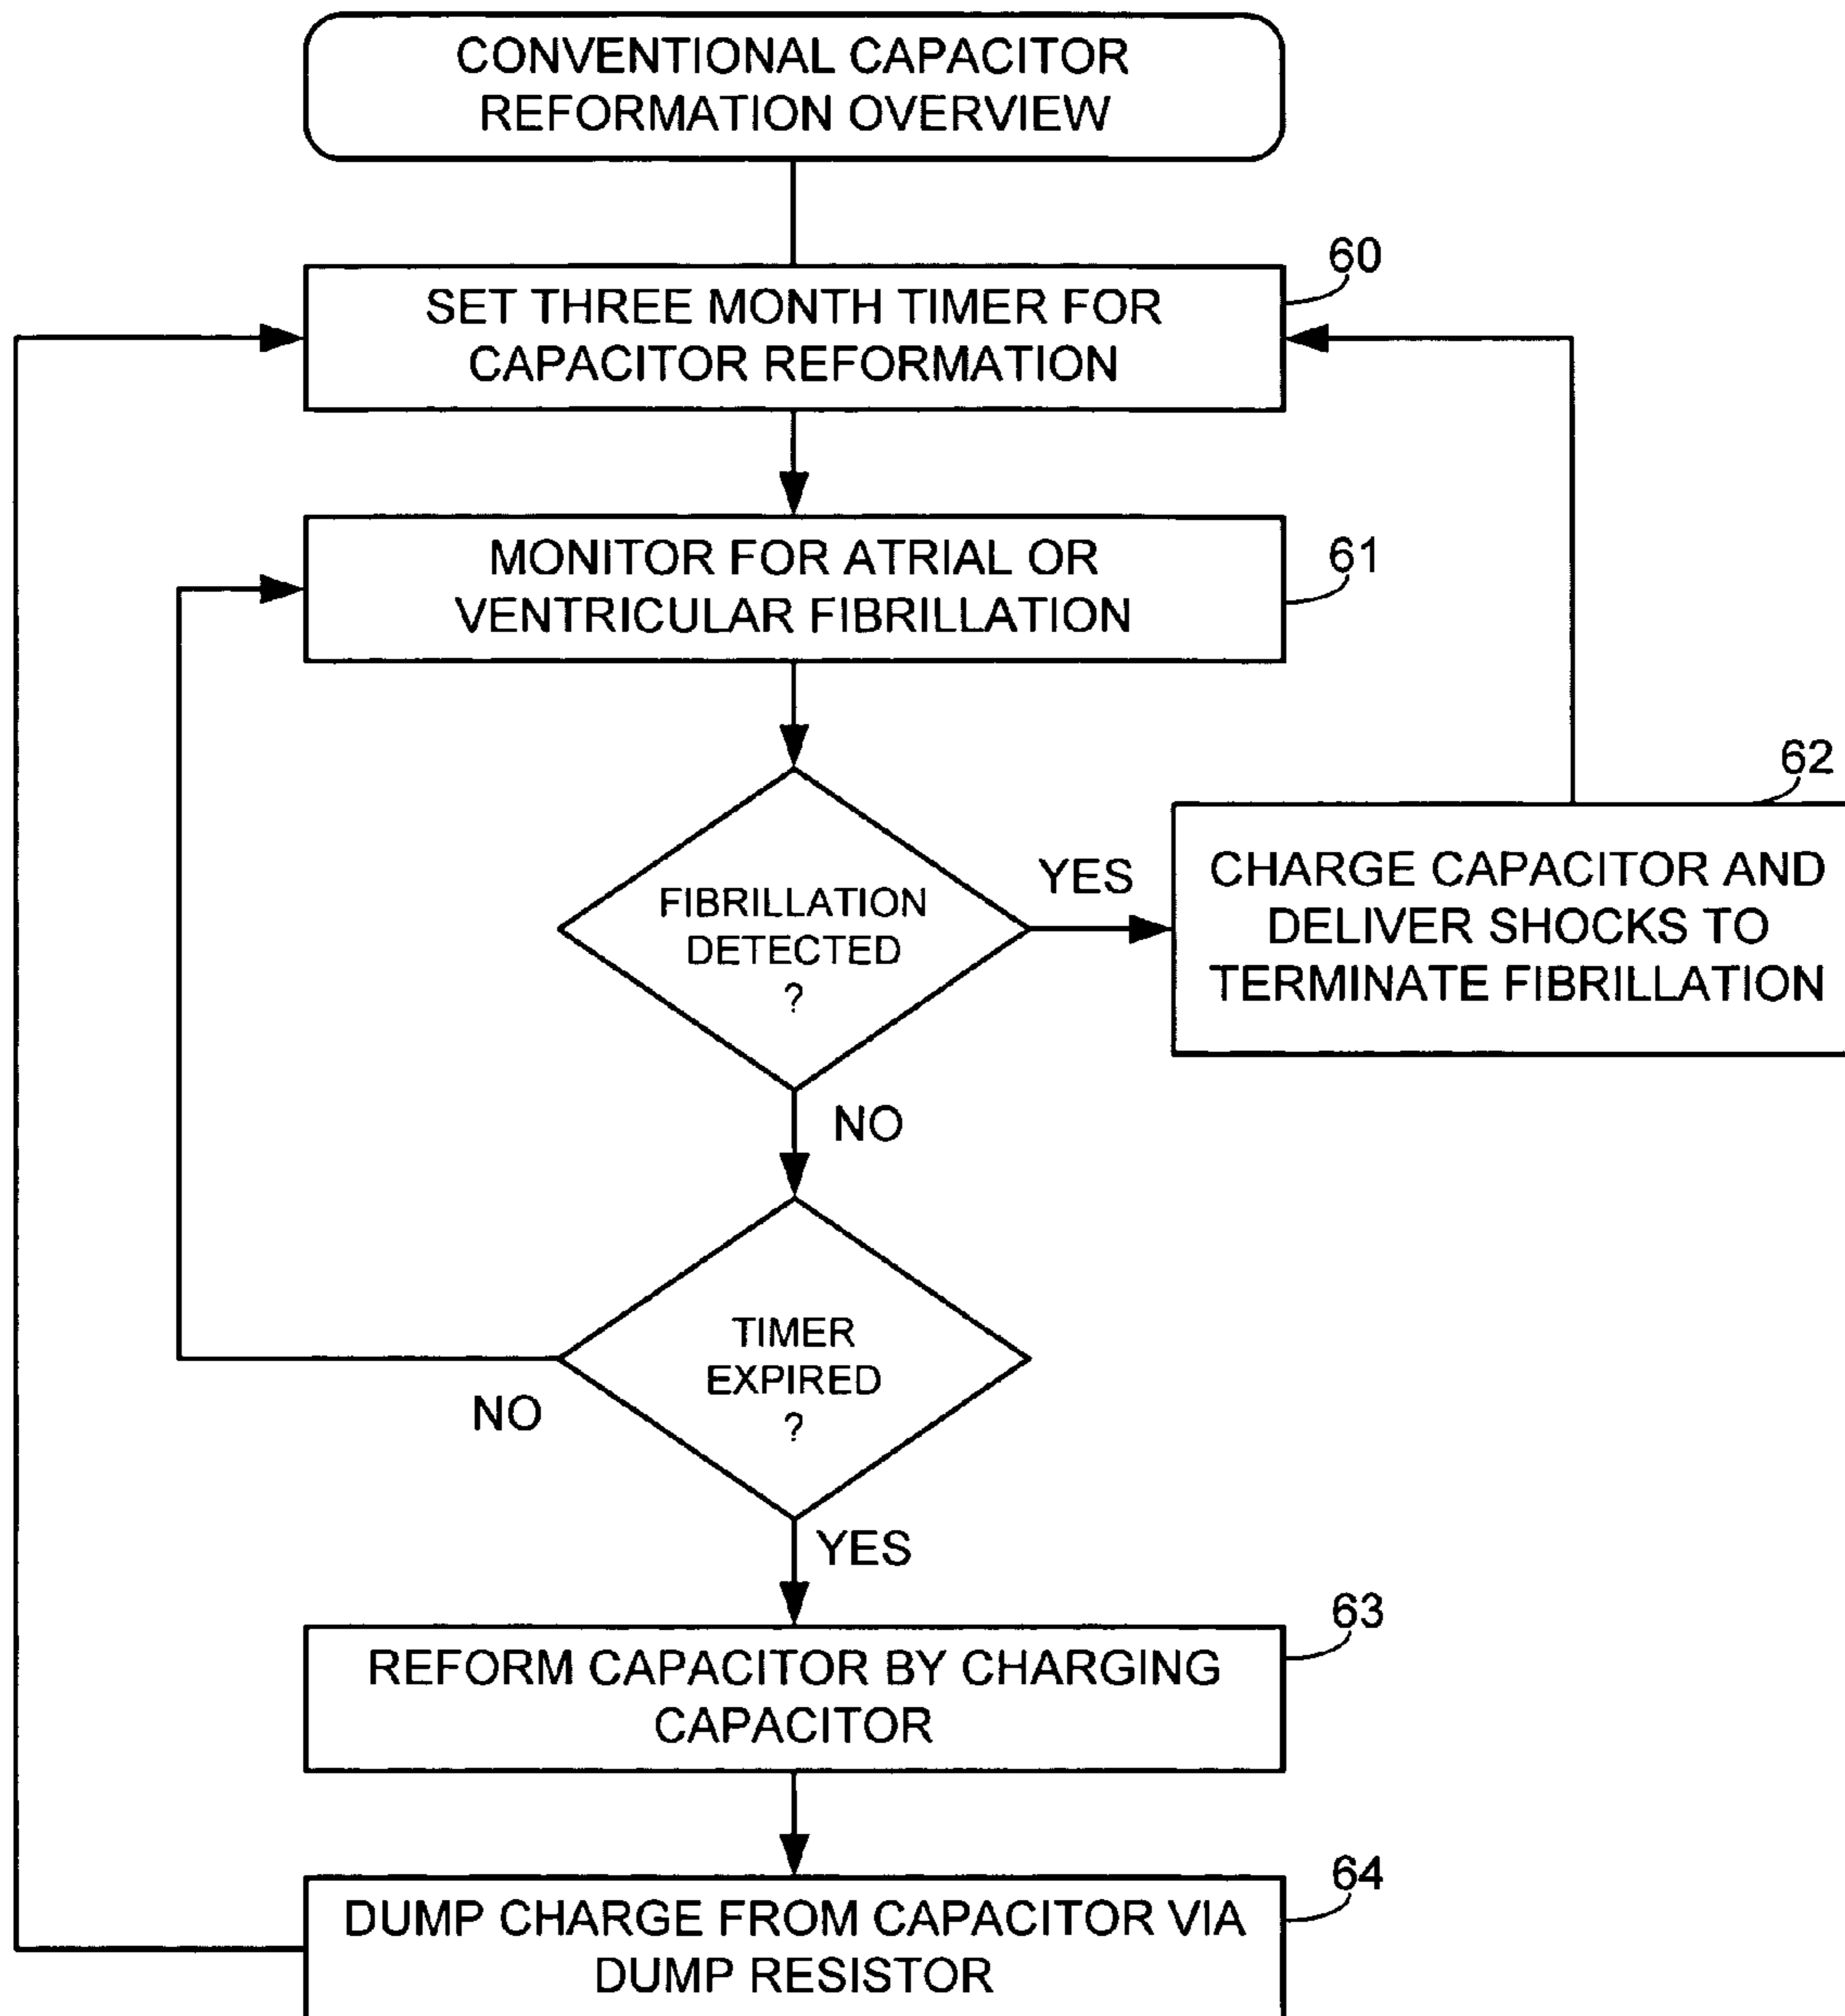 CONVENTIONAL CAPACITOR
REFORMATION OVERVIEW
60
SET THREE MONTH TIMER FOR
CAPACITOR REFORMATION
61
MONITOR FOR ATRIAL OR
VENTRICULAR FIBRILLATION
62
FIBRILLATION
DETECTED
?
YES
CHARGE CAPACITOR AND
DELIVER SHOCKS TO
TERMINATE FIBRILLATION
NO
TIMER
EXPIRED
?
NO
YES
63
REFORM CAPACITOR BY CHARGING
CAPACITOR
64
DUMP CHARGE FROM CAPACITOR VIA
DUMP RESISTOR